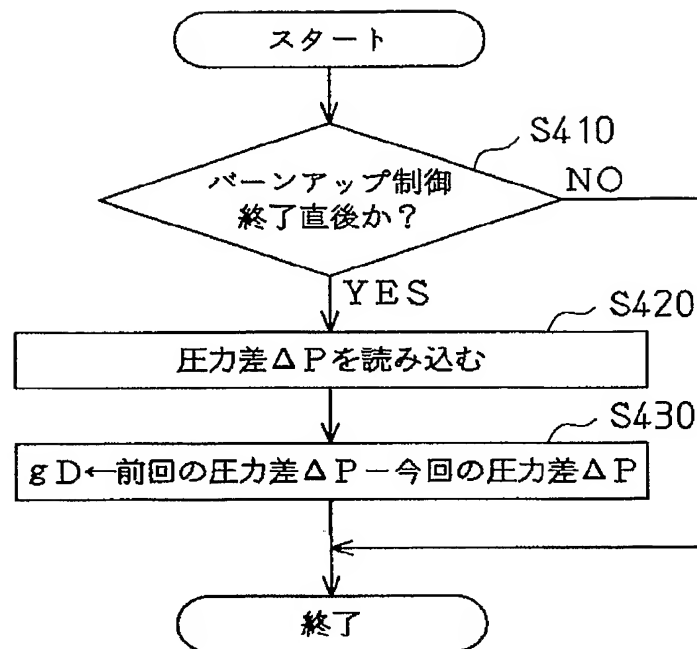 スタート
S410
バーンアップ制御
終了直後か？
NO
YES
S420
圧力差ΔPを読み込む
S430
gD←前回の圧力差ΔP－今回の圧力差ΔP
終了